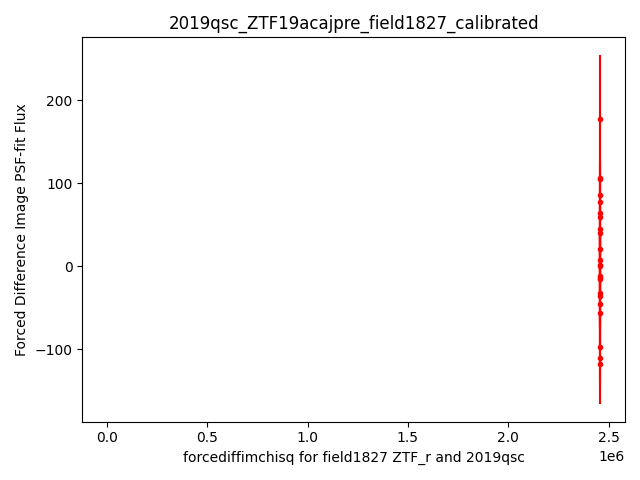 2019qsc_ZTF19acajpre_field1827_calibrated
Forced Difference Image PSF-fit Flux
200
100
0
−100
0.0 0.5 1.0 1.5 2.0 2.5
1e6
forcediffimchisq for field1827 ZTF_r and 2019qsc